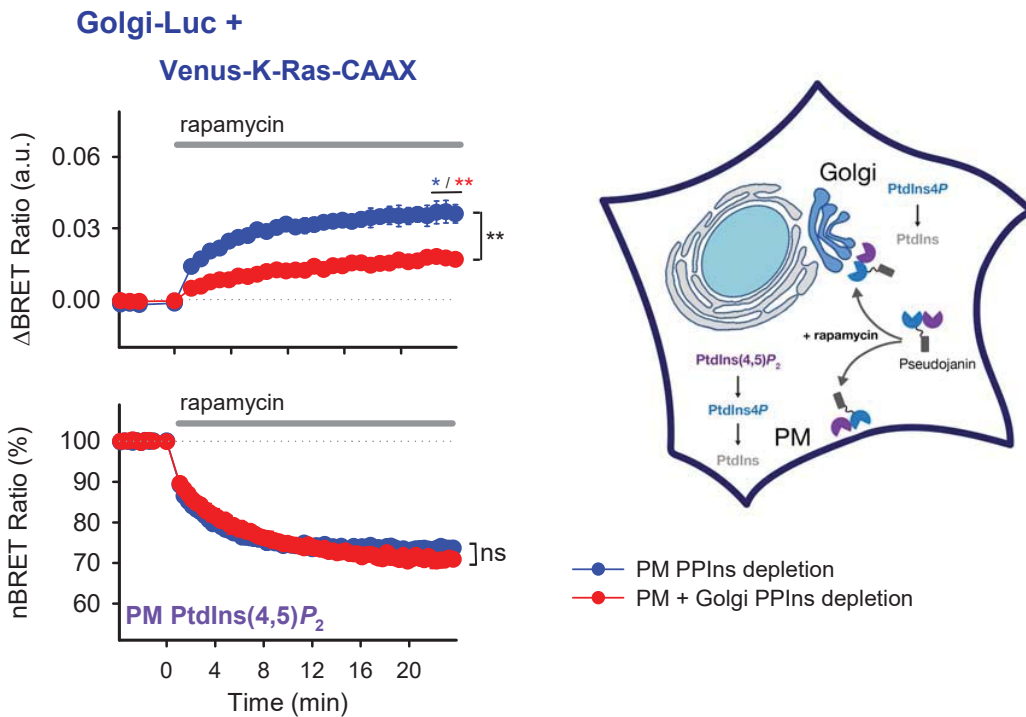 Golgi-Luc +
Venus-K-Ras-CAAX
rapamycin
ΔBRET Ratio (a.u.)
0.06
0.03
0.00
* / **
**
rapamycin
nBRET Ratio (%)
100
90
80
70
60
ns
PM PtdIns(4,5)P2
0 4 8 12 16 20
Time (min)
Golgi
PtdIns4P
PtdIns
+ rapamycin
Pseudojanin
PtdIns(4,5)P2
PtdIns4P
PtdIns
PM
PM PPIns depletion
PM + Golgi PPIns depletion